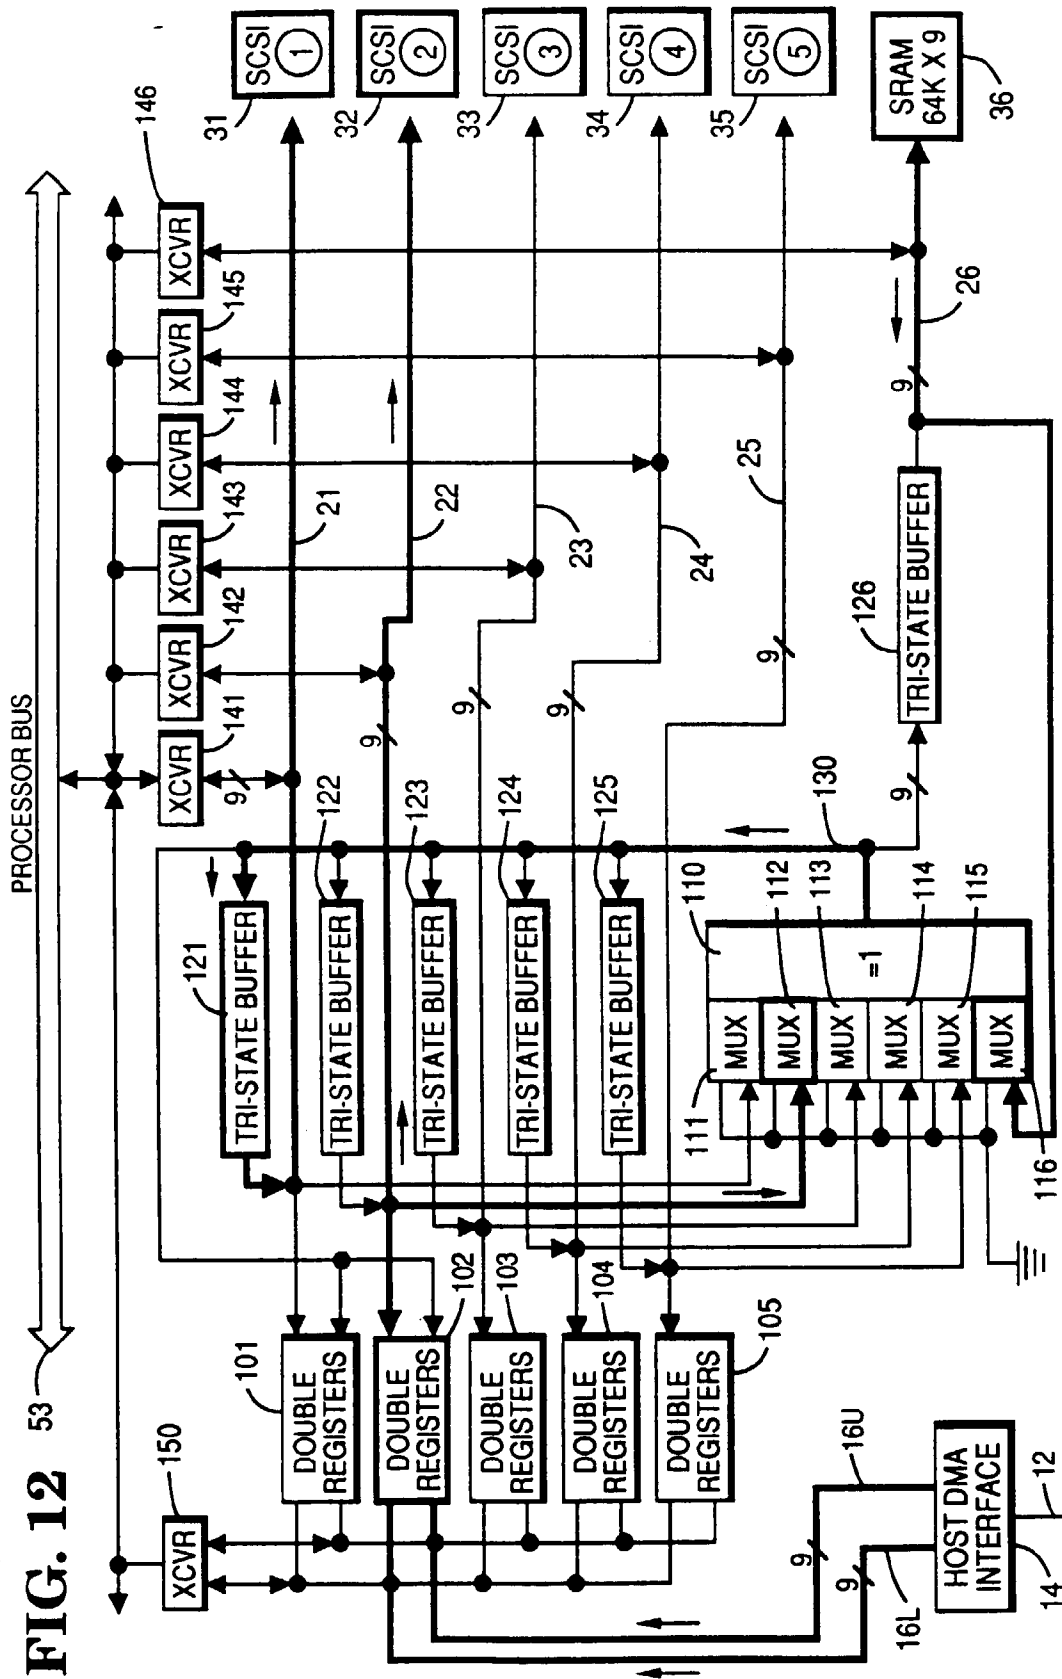 FIG. 12
53
PROCESSOR BUS
150
XCVR
XCVR
141
XCVR
142
XCVR
143
XCVR
144
XCVR
145
XCVR
146
9
101
DOUBLE
REGISTERS
102
DOUBLE
REGISTERS
103
DOUBLE
REGISTERS
104
DOUBLE
REGISTERS
105
DOUBLE
REGISTERS
121
TRI-STATE BUFFER
122
TRI-STATE BUFFER
123
TRI-STATE BUFFER
124
TRI-STATE BUFFER
125
TRI-STATE BUFFER
21
22
23
24
25
9
9
9
9
31
SCSI
1
32
SCSI
2
33
SCSI
3
34
SCSI
4
35
SCSI
5
SRAM
64K X 9
36
26
9
126
TRI-STATE BUFFER
9
130
110
=1
111
MUX
112
MUX
113
MUX
114
MUX
115
MUX
116
MUX
16U
9
16L
9
HOST DMA
INTERFACE
14
12